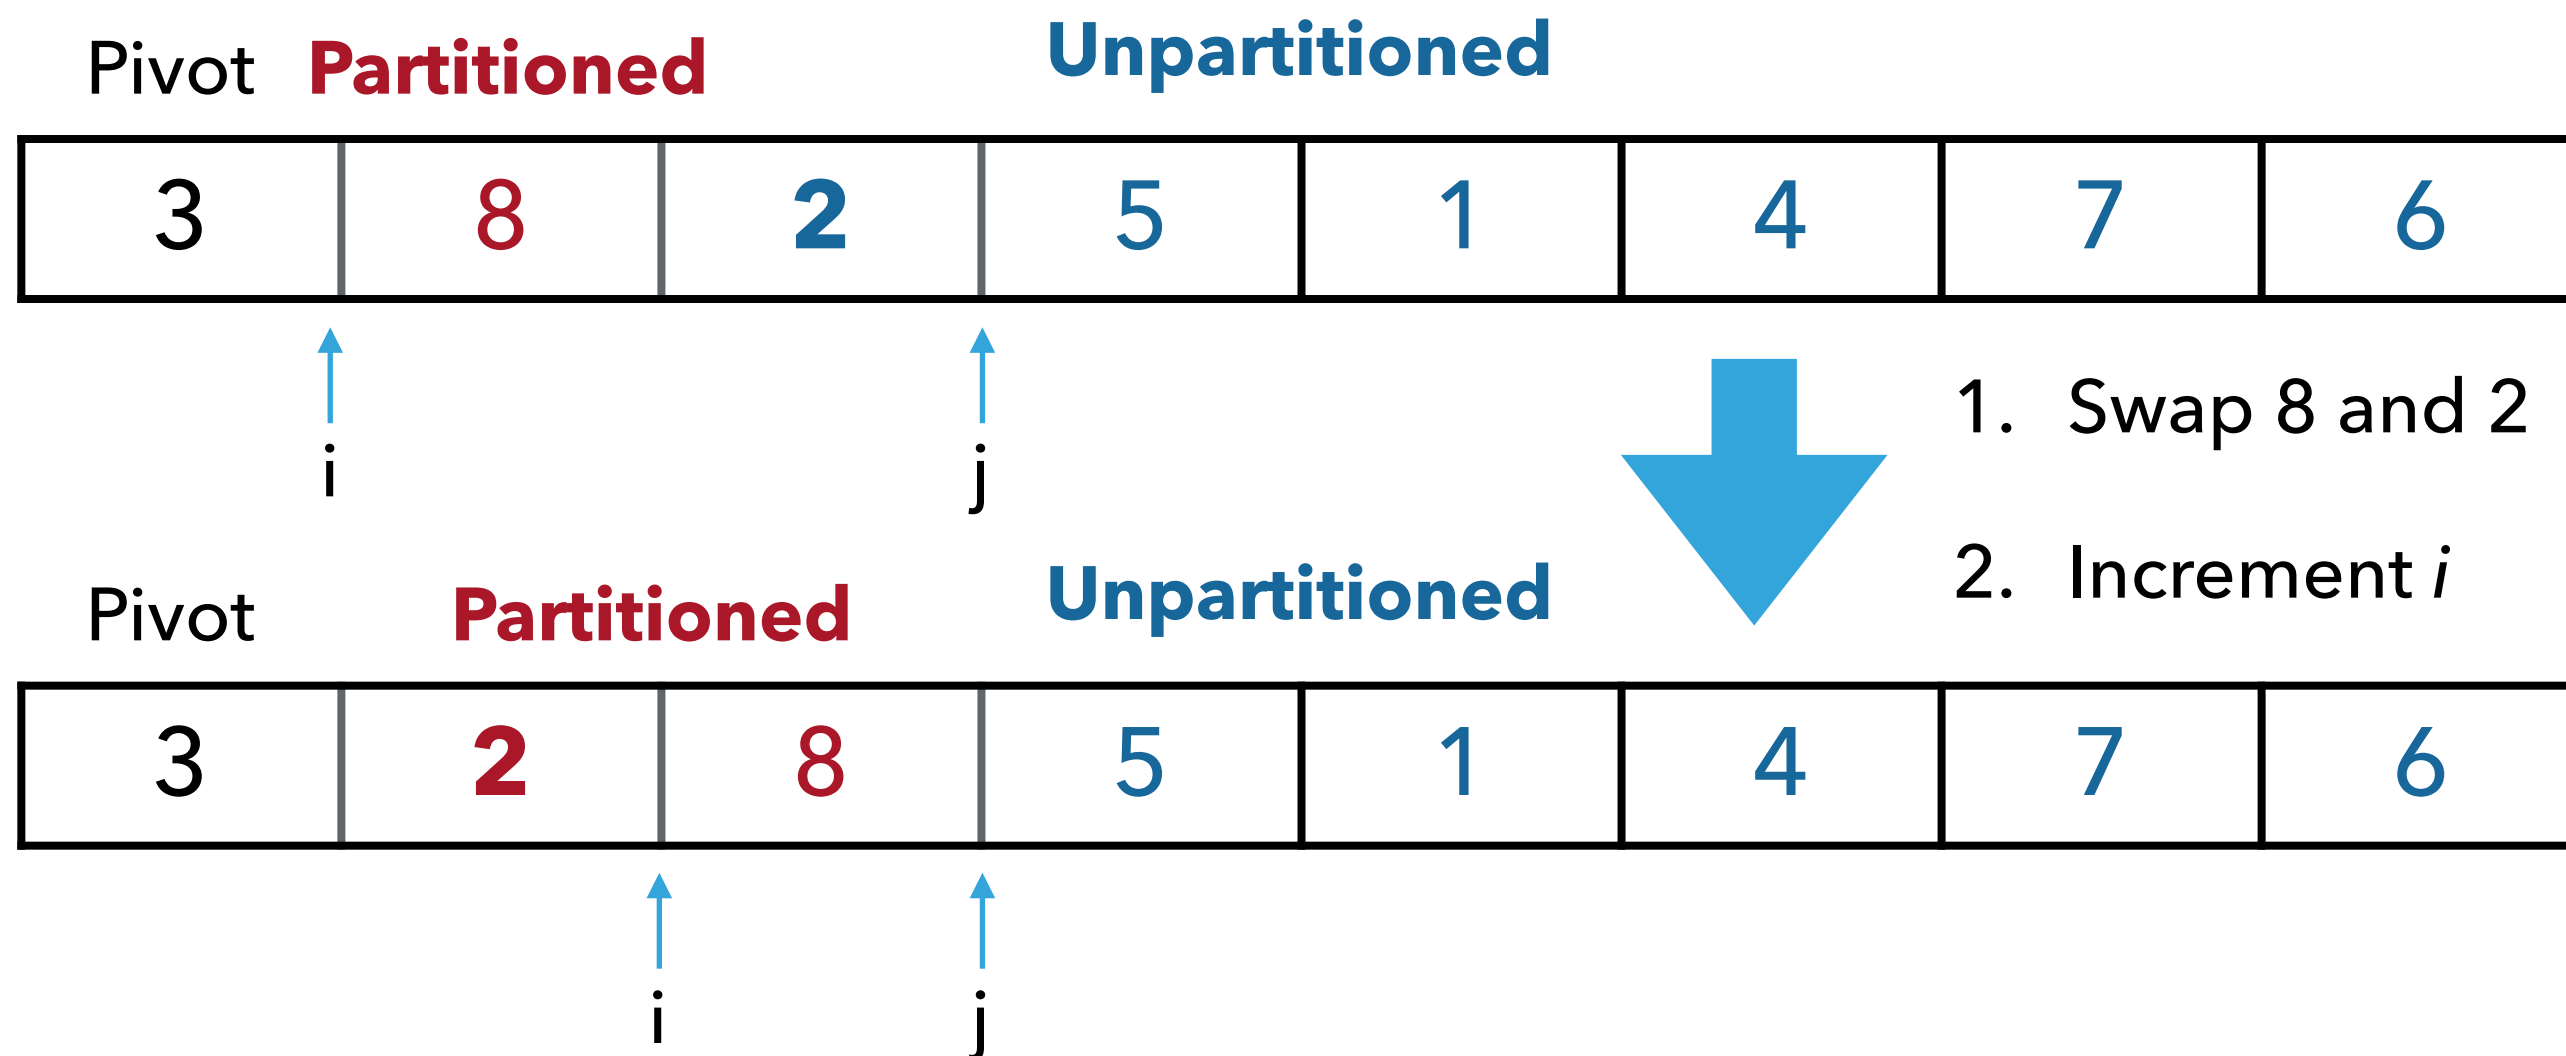 Pivot Partitioned Unpartitioned
3 8 2 5 1 4 7 6
i j
1. Swap 8 and 2
2. Increment i
Pivot Partitioned Unpartitioned
3 2 8 5 1 4 7 6
i j